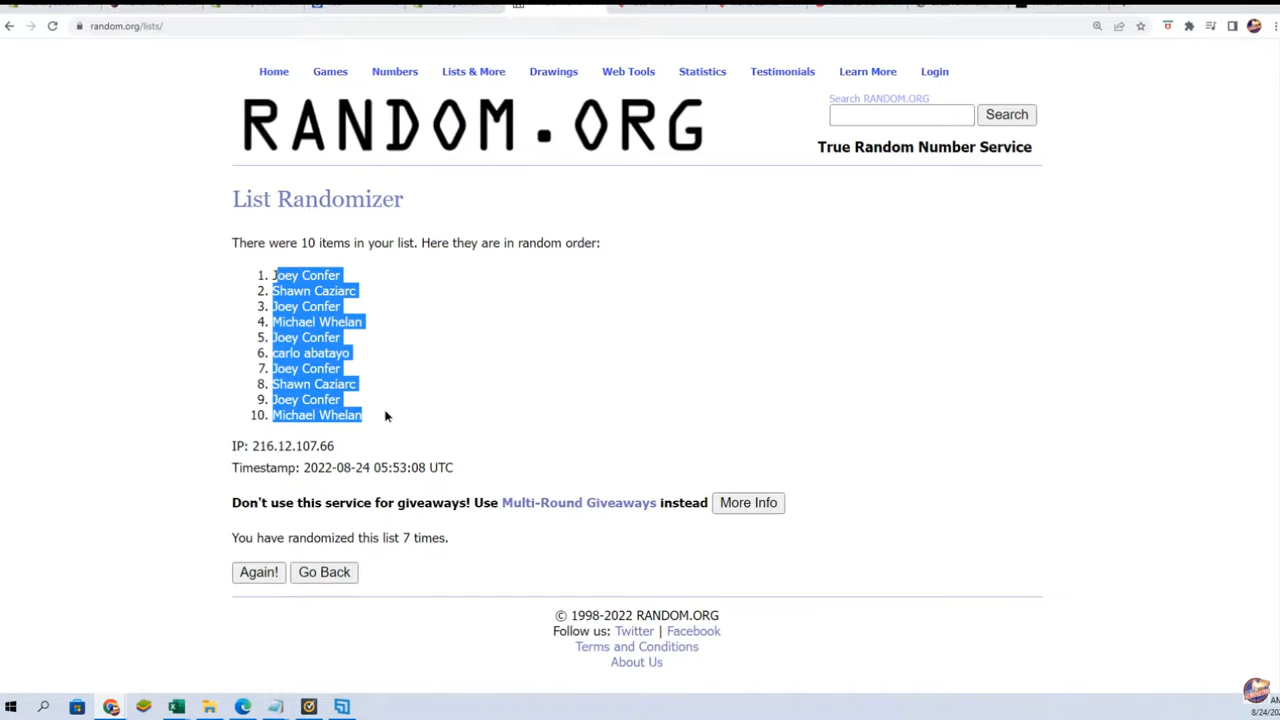 random.org/lists/
Home Games Numbers Lists & More Drawings Web Tools Statistics Testimonials Learn More Login
RANDOM.ORG
Search RANDOM.ORG
Search
True Random Number Service
List Randomizer
There were 10 items in your list. Here they are in random order:
1. Joey Confer
2. Shawn Caziarc
3. Joey Confer
4. Michael Whelan
5. Joey Confer
6. carlo abatayo
7. Joey Confer
8. Shawn Caziarc
9. Joey Confer
10. Michael Whelan
IP: 216.12.107.66
Timestamp: 2022-08-24 05:53:08 UTC
Don't use this service for giveaways! Use Multi-Round Giveaways instead More Info
You have randomized this list 7 times.
Again! Go Back
© 1998-2022 RANDOM.ORG
Follow us: Twitter | Facebook
Terms and Conditions
About Us